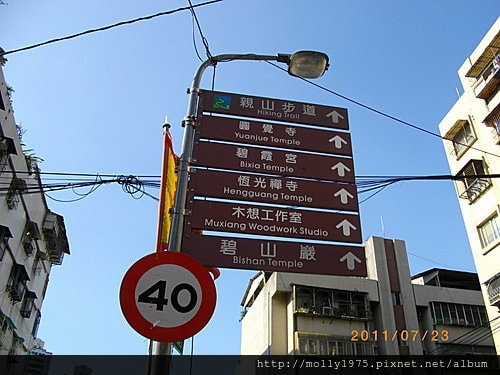 親山步道
Hiking Trail
圓覺寺
Yuanjue Temple
碧霞宮
Bixia Temple
恆光禪寺
Hengguang Temple
木想工作室
Muxiang Woodwork Studio
碧山巖
Bishan Temple
40
2011/07/23
http://molly1975.pixnet.net/album